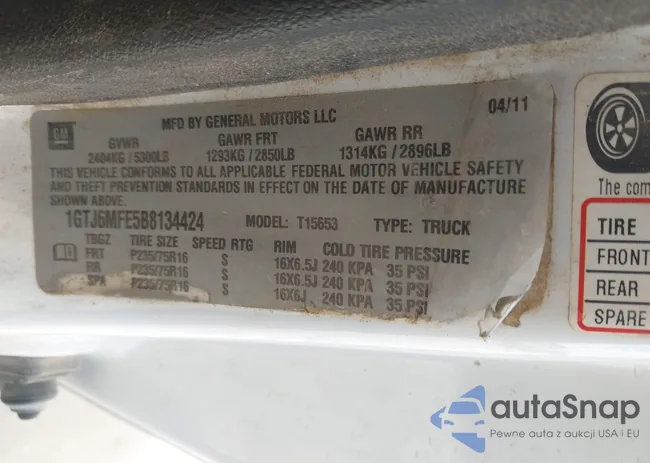 GM
MFD BY GENERAL MOTORS LLC 04/11
GVWR GAWR FRT GAWR RR
2404KG / 5300LB 1293KG / 2850LB 1314KG / 2896LB
THIS VEHICLE CONFORMS TO ALL APPLICABLE FEDERAL MOTOR VEHICLE SAFETY
AND THEFT PREVENTION STANDARDS IN EFFECT ON THE DATE OF MANUFACTURE
SHOWN ABOVE.
1GTJ6MFE5B8134424 MODEL: T15653 TYPE: TRUCK
TBGZ TIRE SIZE SPEED RTG RIM COLD TIRE PRESSURE
FRT P235/75R16 S 16X6.5J 240 KPA 35 PSI
RR P235/75R16 S 16X6.5J 240 KPA 35 PSI
SPA P235/75R16 S 16X6J 240 KPA 35 PSI
The com
TIRE
FRONT
REAR
SPARE
autaSnap
Pewne auta z aukcji USA i EU